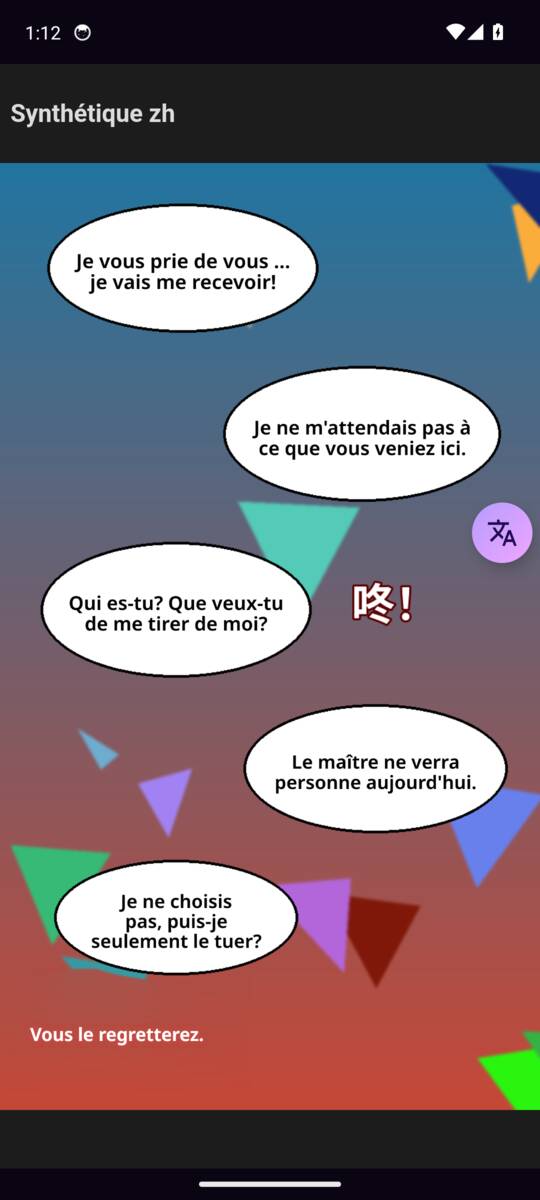 1:12
Synthétique zh
Je vous prie de vous ...
je vais me recevoir!
Je ne m'attendais pas à
ce que vous veniez ici.
Qui es-tu? Que veux-tu
de me tirer de moi?
咚!
Le maître ne verra
personne aujourd'hui.
Je ne choisis
pas, puis-je
seulement le tuer?
Vous le regretterez.